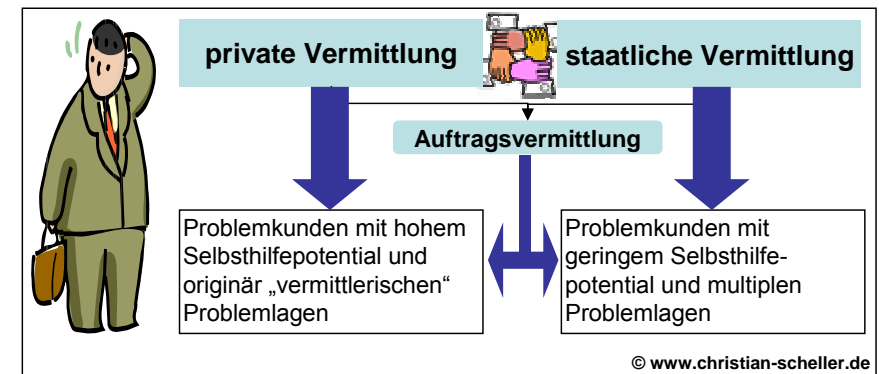 private Vermittlung
staatliche Vermittlung
Auftragsvermittlung
Problemkunden mit hohem
Selbsthilfepotential und
originär „vermittlerischen“
Problemlagen
Problemkunden mit
geringem Selbsthilfe-
potential und multiplen
Problemlagen
© www.christian-scheller.de